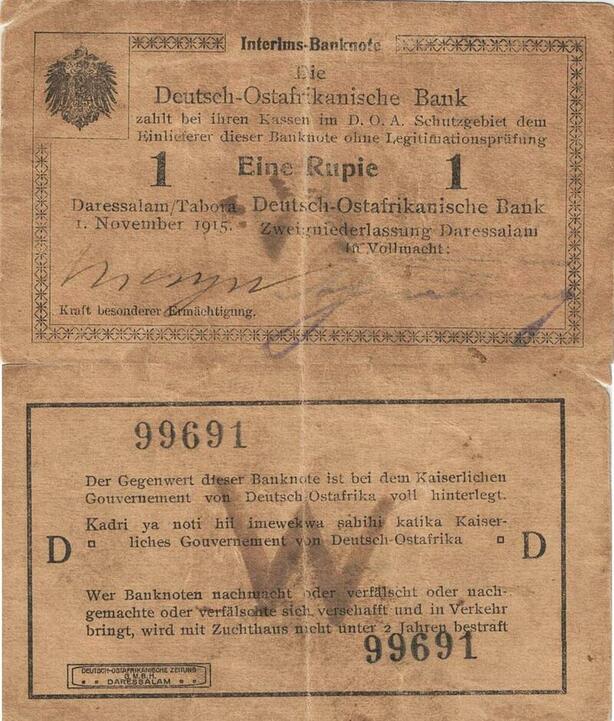 Interims-Banknote
Die
Deutsch-Ostafrikanische Bank
zahlt bei ihren Kassen im D. O. A. Schutzgebiet dem
Einlieferer dieser Banknote ohne Legitimationsprüfung
1 Eine Rupie 1
Daressalam/Tabora Deutsch-Ostafrikanische Bank
1. November 1915. Zweigniederlassung Daressalam
In Vollmacht:
Kraft besonderer Ermächtigung.
99691
Der Gegenwert dieser Banknote ist bei dem Kaiserlichen
Gouvernement von Deutsch-Ostafrika voll hinterlegt.
Kadri ya noti hii imewekwa sahihi katika Kaiser-
liches Gouvernement von Deutsch-Ostafrika
D D
W
Wer Banknoten nachmacht oder verfälscht oder nach-
gemachte oder verfälschte sich verschafft und in Verkehr
bringt, wird mit Zuchthaus nicht unter 2 Jahren bestraft
99691
DEUTSCH-OSTAFRIKANISCHE ZEITUNG
G.M.B.H.
DARESSALAM